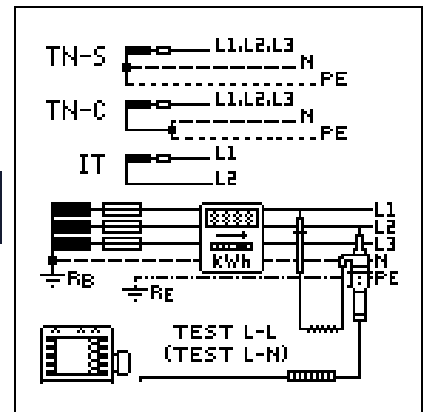 TN-S
L1,L2,L3
N
PE
TN-C
L1,L2,L3
N
PE
IT
L1
L2
L1
L2
L3
N
PE
kWh
RB
RE
TEST L-L
(TEST L-N)